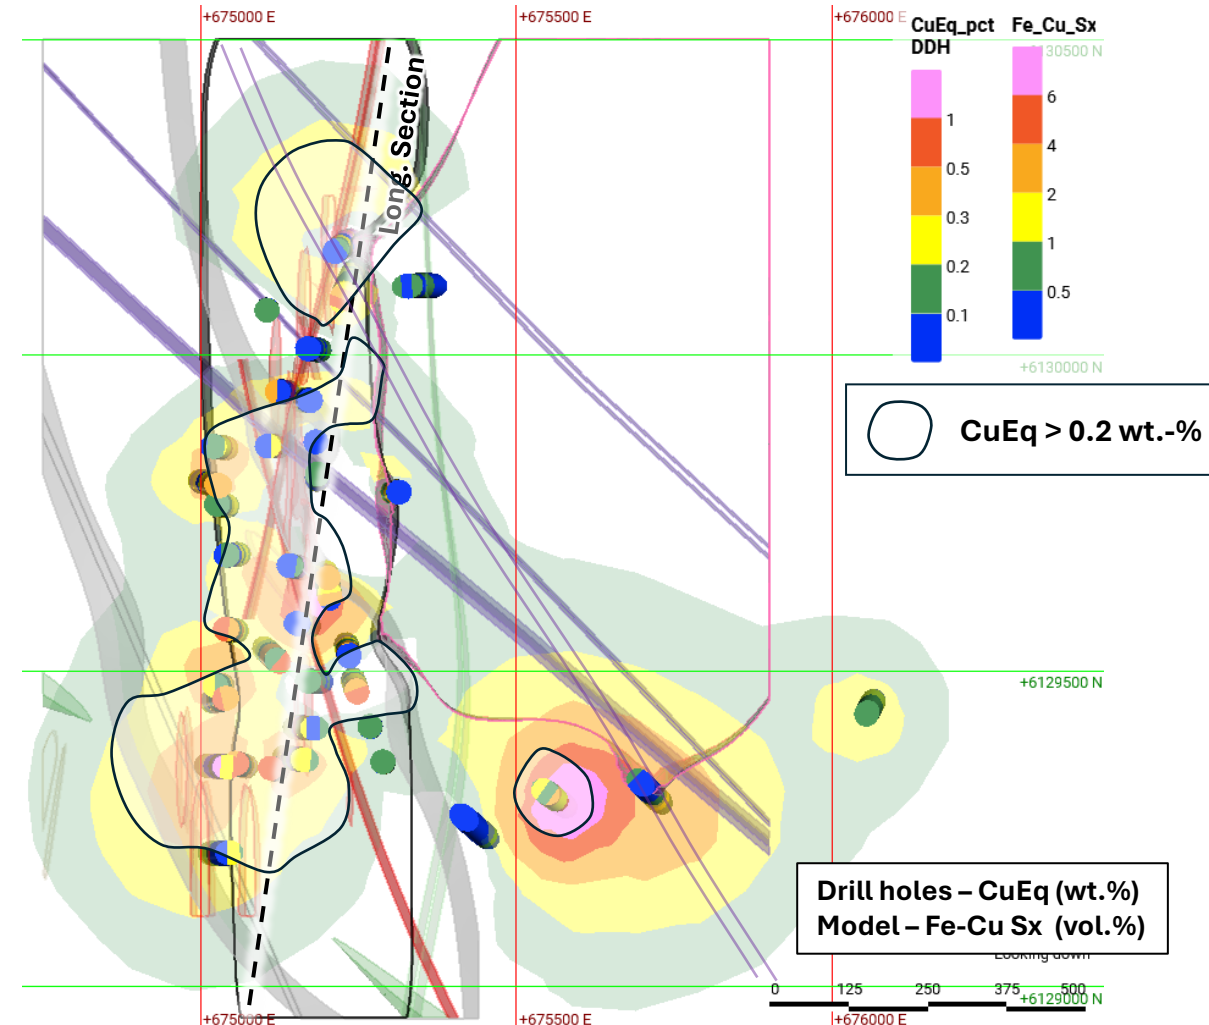 +675000 E
+675500 E
+676000 E
CuEq_pct
DDH
1
0.5
0.3
0.2
0.1
Fe_Cu_Sx
6
4
2
1
0.5
+6130500 N
Long. Section
+6130000 N
CuEq > 0.2 wt.-%
+6129500 N
Drill holes – CuEq (wt.%)
Model – Fe-Cu Sx (vol.%)
Looking down
0 125 250 375 500
+6129000 N
+675000 E
+675500 E
+676000 E